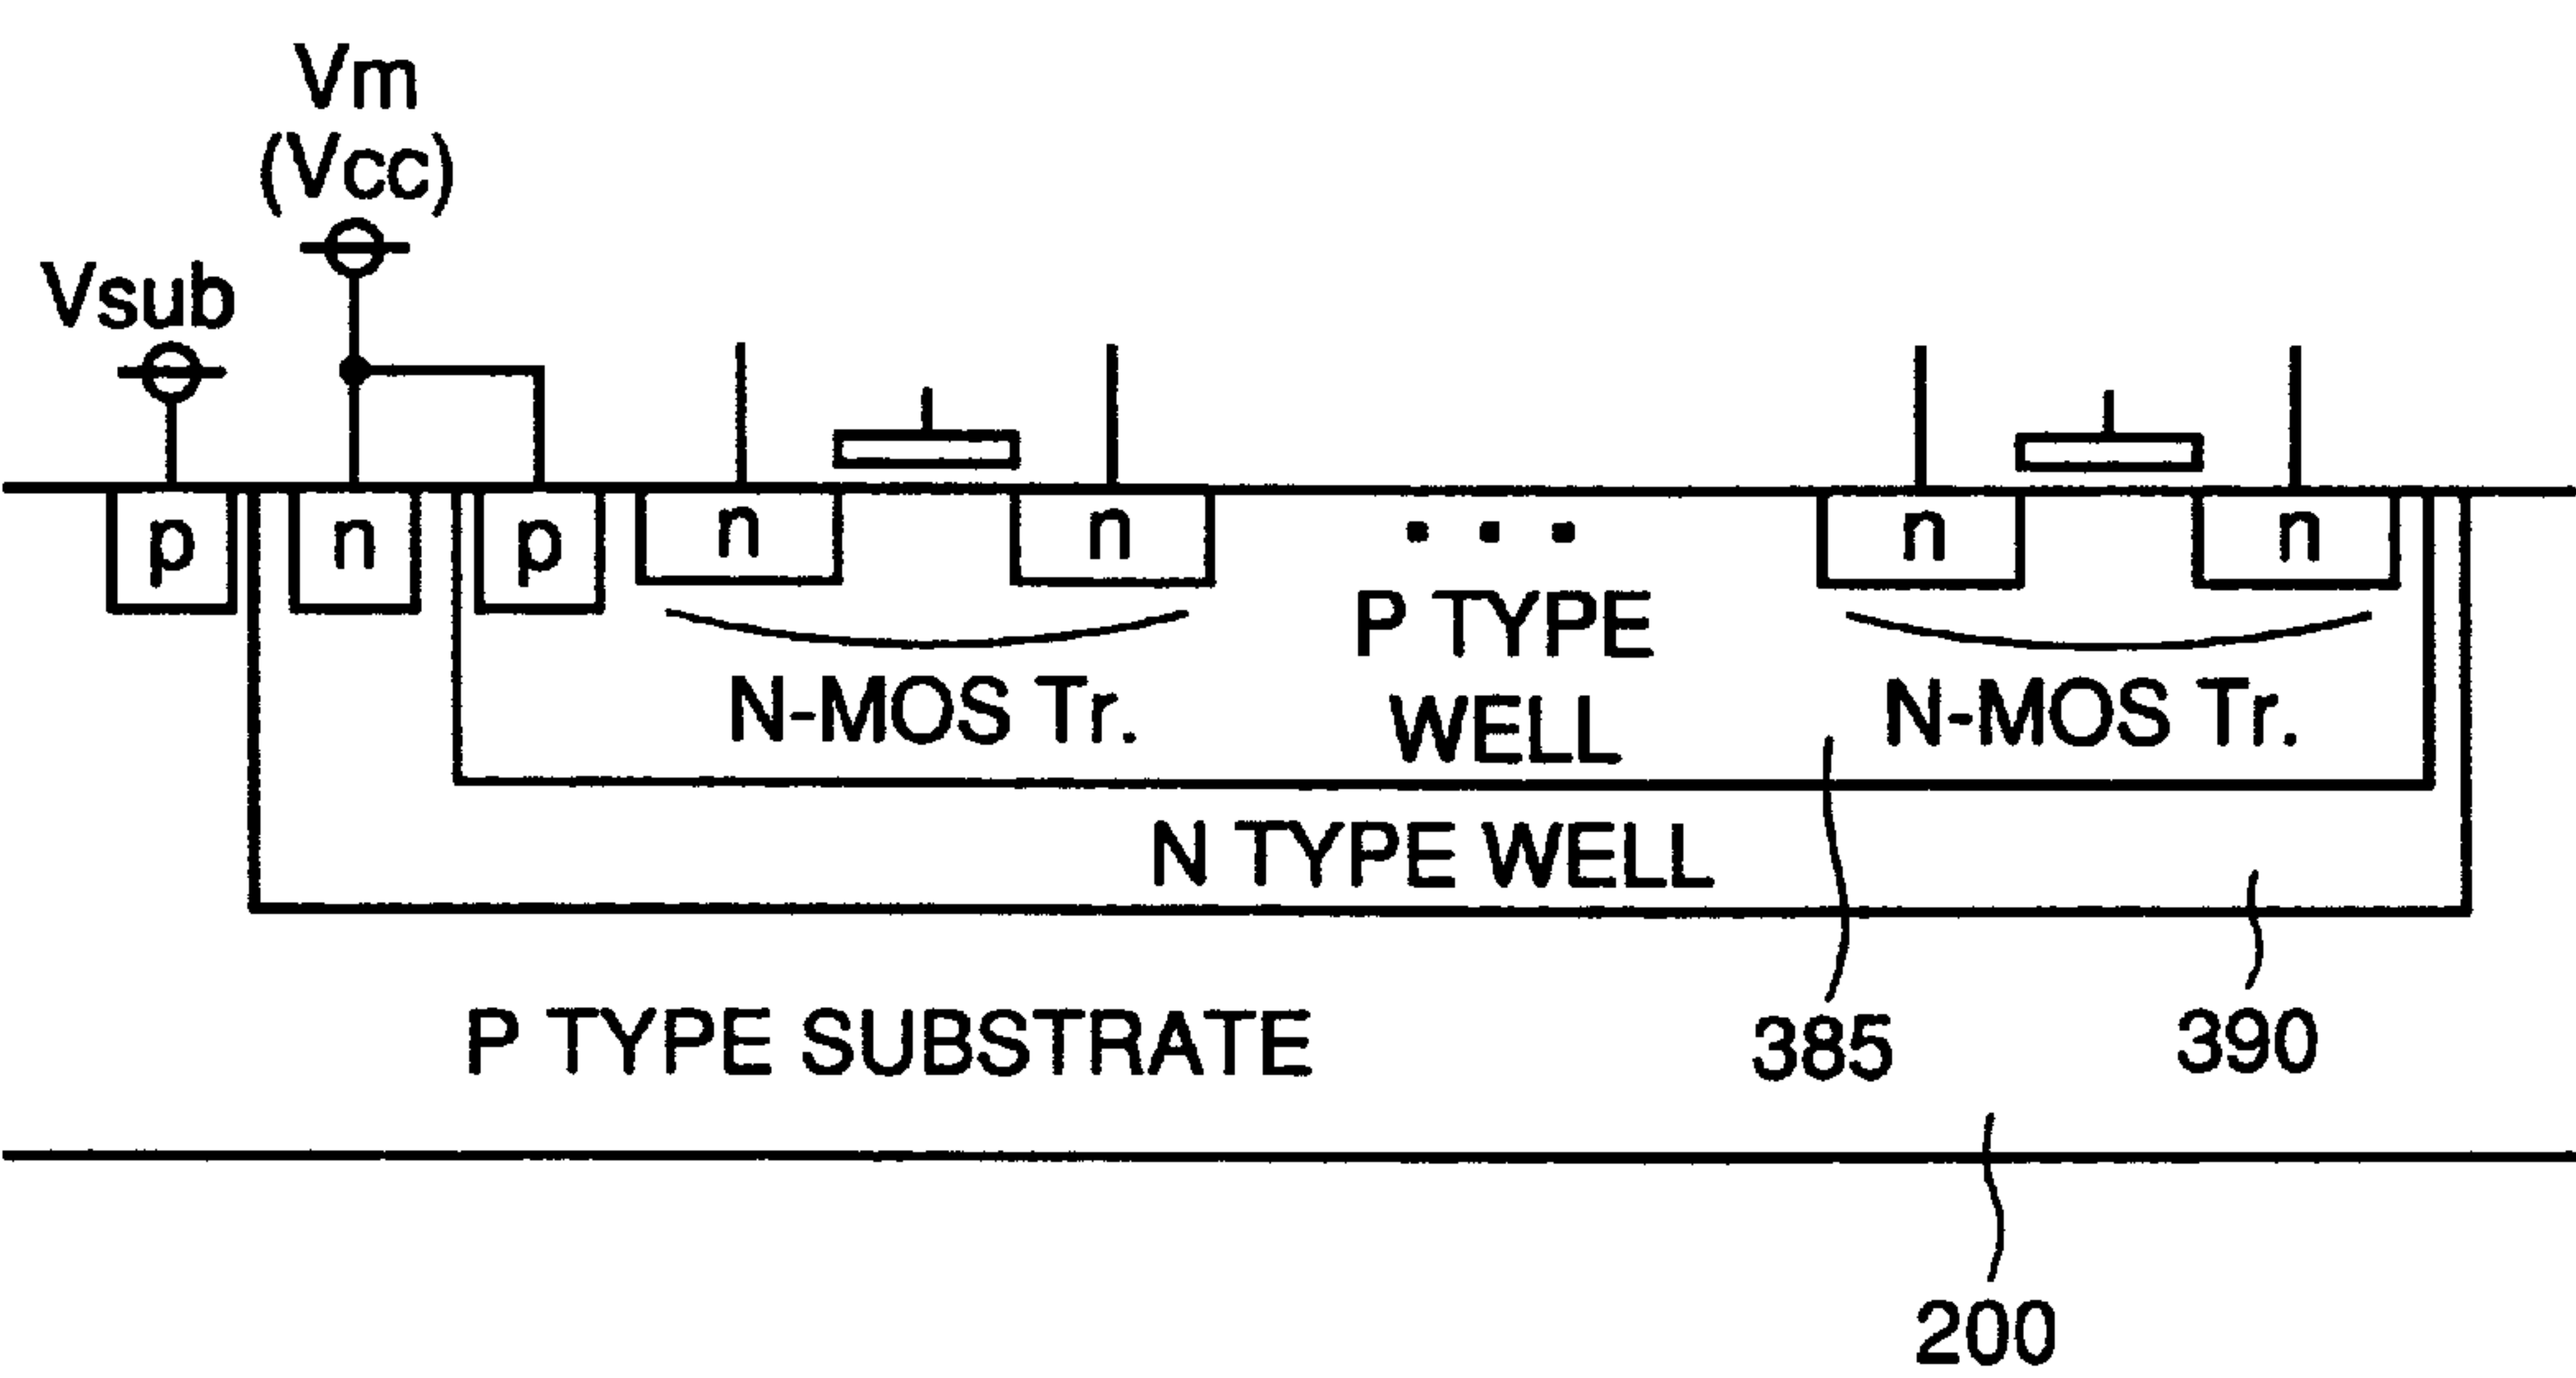 Vm
(Vcc)
Vsub
p n p n n n n
P TYPE
WELL
N-MOS Tr. N-MOS Tr.
N TYPE WELL
P TYPE SUBSTRATE
385 390
200